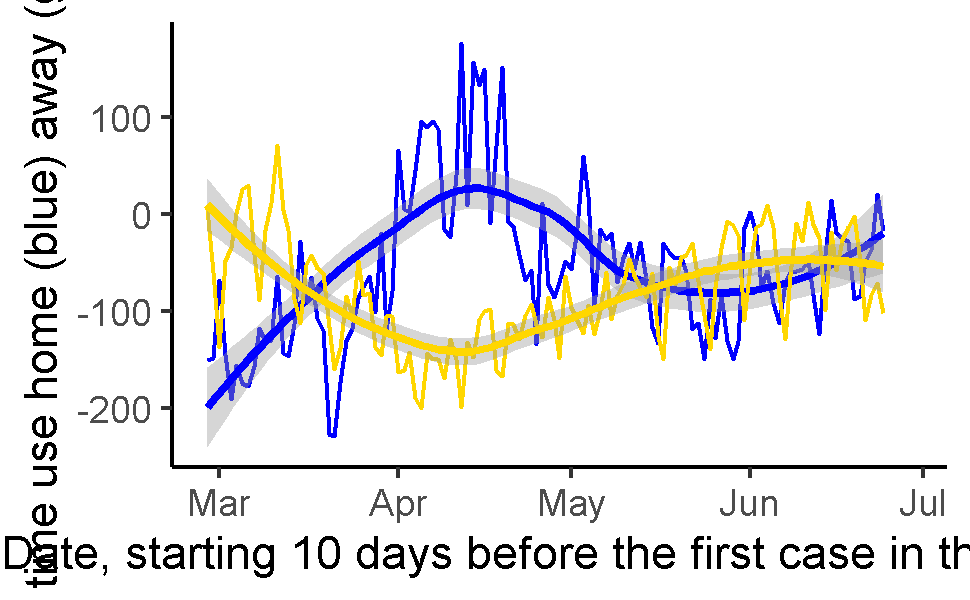 time use home (blue) away (
100
0
-100
-200
Mar Apr May Jun Jul
Date, starting 10 days before the first case in th